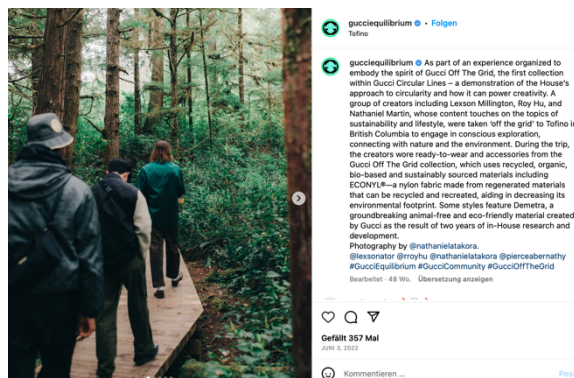 gucciequilibrium • Folgen
Tofino
gucciequilibrium As part of an experience organized to
embody the spirit of Gucci Off The Grid, the first collection
within Gucci Circular Lines – a demonstration of the House's
approach to circularity and how it can power creativity. A
group of creators including Lexson Millington, Roy Hu, and
Nathaniel Martin, whose content touches on the topics of
sustainability and lifestyle, were taken 'off the grid' to Tofino in
British Columbia to engage in conscious exploration,
connecting with nature and the environment. During the trip,
the creators wore ready-to-wear and accessories from the
Gucci Off The Grid collection, which uses recycled, organic,
bio-based and sustainably sourced materials including
ECONYL®—a nylon fabric made from regenerated materials
that can be recycled and recreated, aiding in decreasing its
environmental footprint. Some styles feature Demetra, a
groundbreaking animal-free and eco-friendly material created
by Gucci as the result of two years of in-House research and
development.
Photography by @nathanielatakora.
@lexsonator @rroyhu @nathanielatakora @pierceabernathy
#GucciEquilibrium #GucciCommunity #GucciOffTheGrid
Bearbeitet · 48 Wo. Übersetzung anzeigen
Gefällt 357 Mal
JUNI 3, 2022
Kommentieren ...
Post